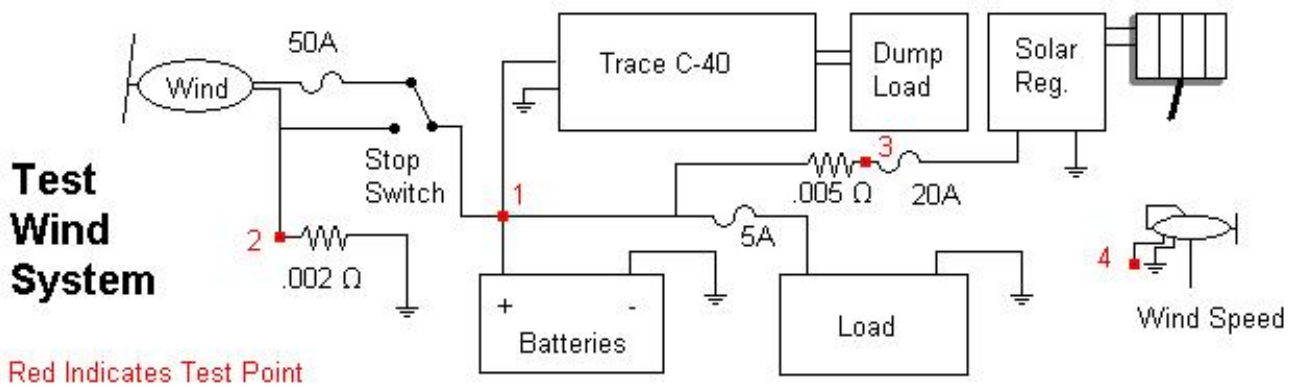 50A
Wind
Stop
Switch
Trace C-40
Dump
Load
Solar
Reg.
3
.005 Ω
20A
1
5A
2
.002 Ω
Test
Wind
System
+
-
Batteries
Load
4
Wind Speed
Red Indicates Test Point